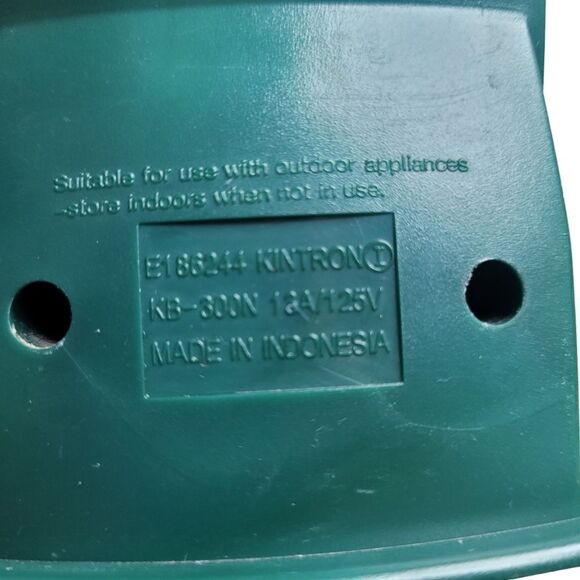 Suitable for use with outdoor appliances
-store indoors when not in use.
E186244 KINTRON
KB-300N 12A/125V
MADE IN INDONESIA